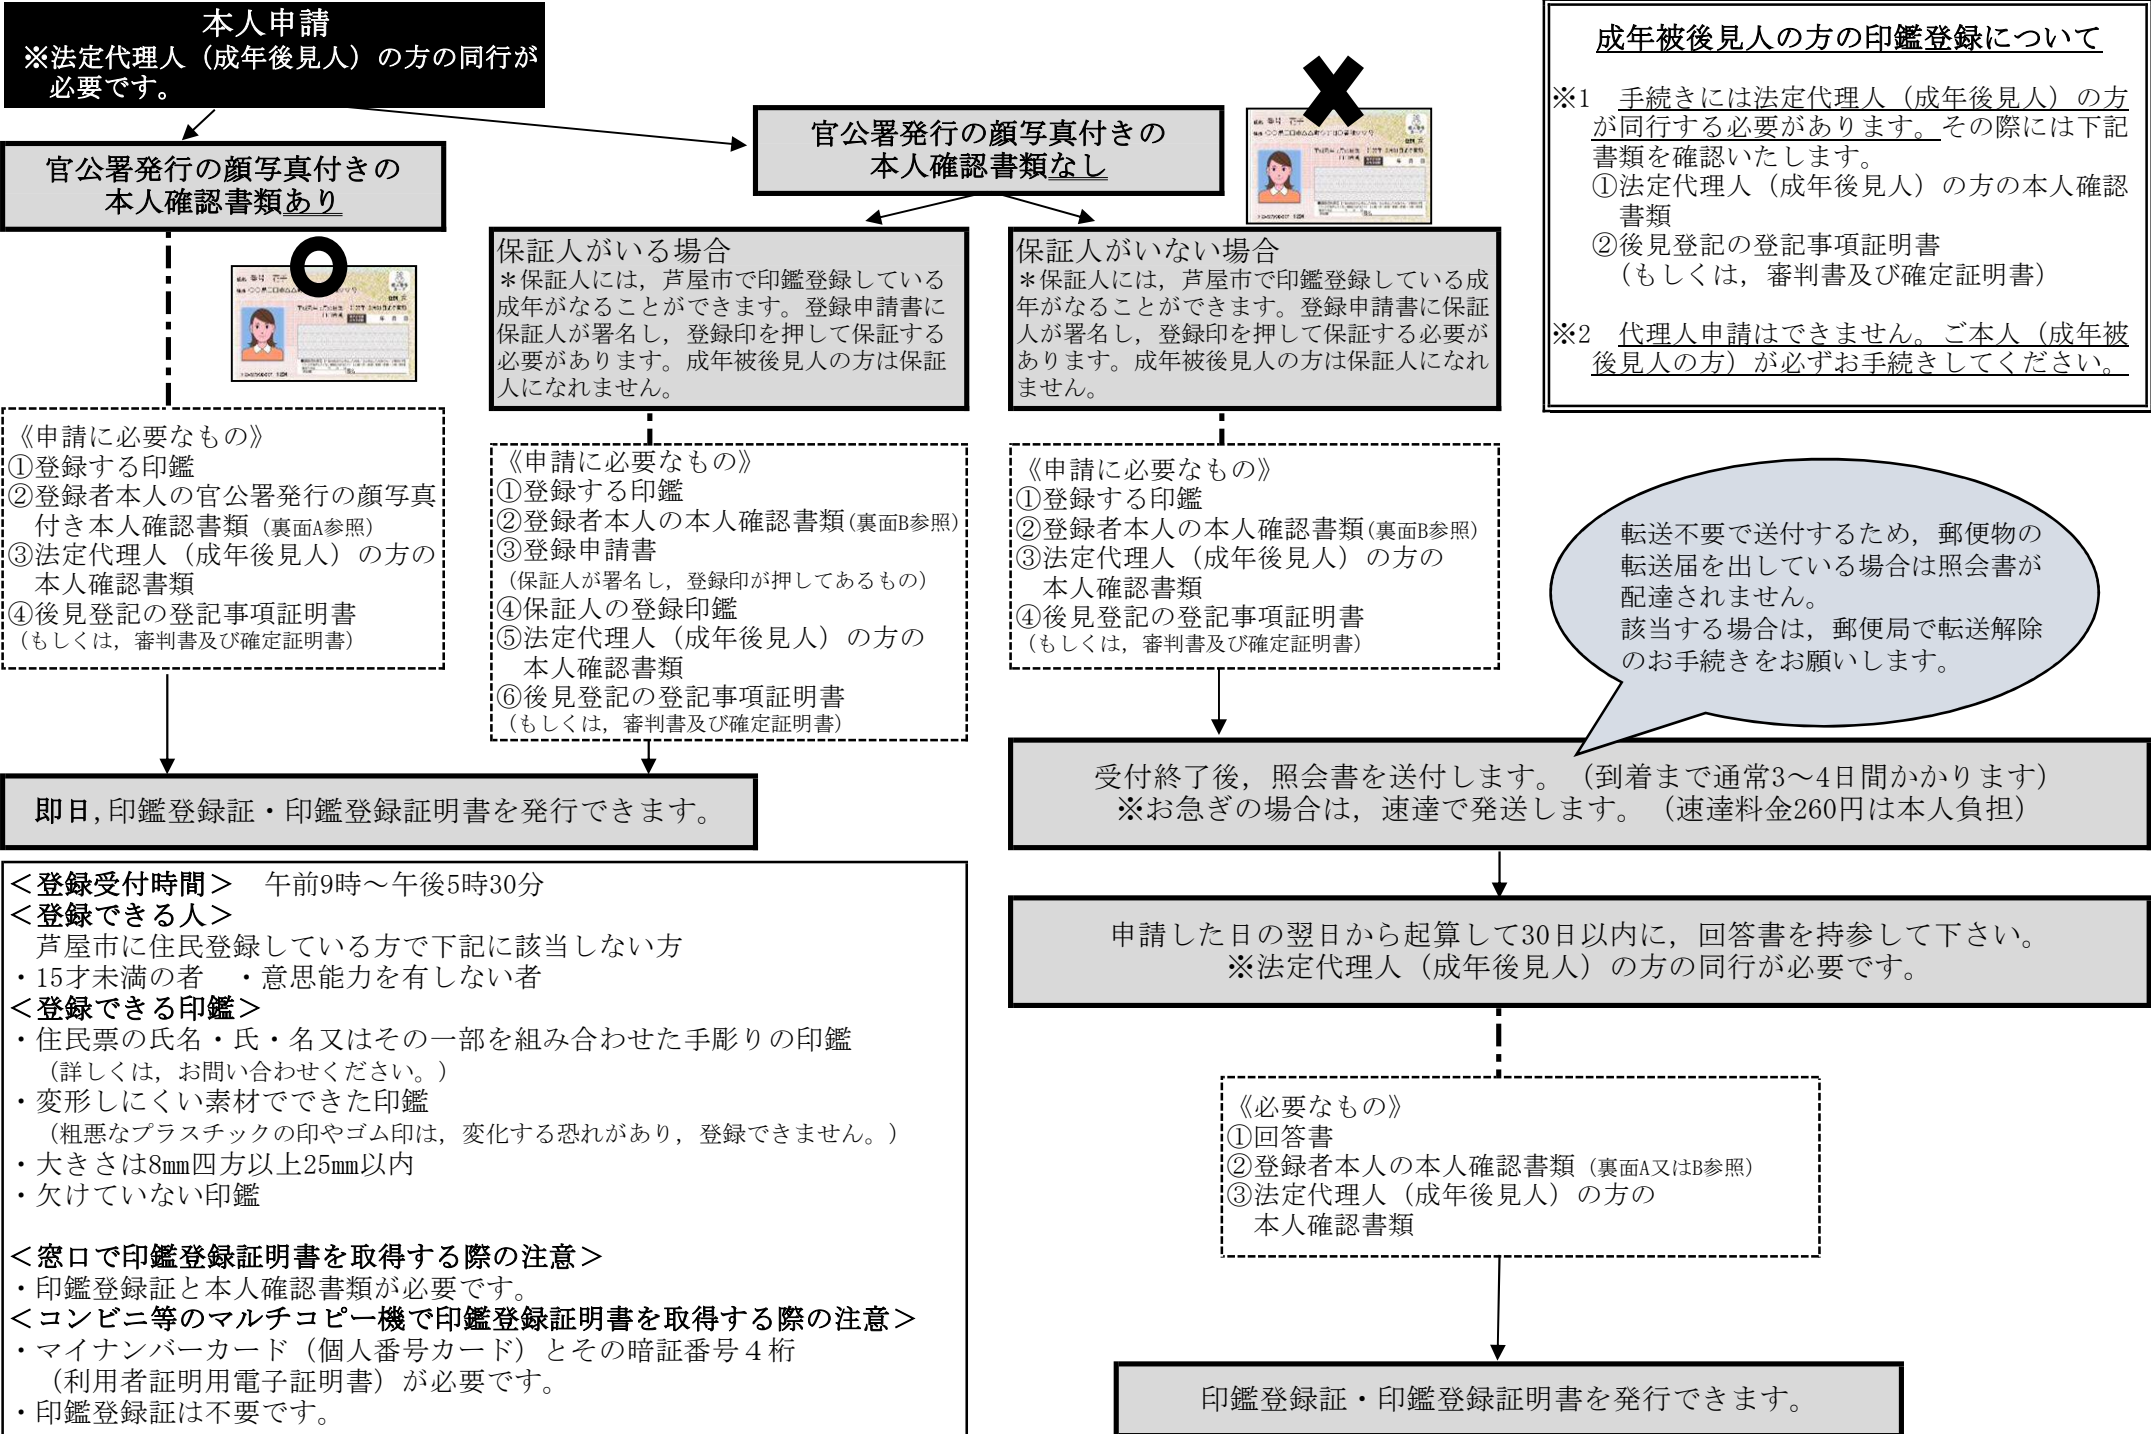 本人申請
※法定代理人（成年後見人）の方の同行が
必要です。
官公署発行の顔写真付きの
本人確認書類あり
官公署発行の顔写真付きの
本人確認書類なし
保証人がいる場合
＊保証人には，芦屋市で印鑑登録している
成年がなることができます。登録申請書に
保証人が署名し，登録印を押して保証する
必要があります。成年被後見人の方は保証
人になれません。
保証人がいない場合
＊保証人には，芦屋市で印鑑登録している成
年がなることができます。登録申請書に保証
人が署名し，登録印を押して保証する必要が
あります。成年被後見人の方は保証人になれ
ません。
成年被後見人の方の印鑑登録について
※1　手続きには法定代理人（成年後見人）の方
が同行する必要があります。その際には下記
書類を確認いたします。
①法定代理人（成年後見人）の方の本人確認
書類
②後見登記の登記事項証明書
（もしくは，審判書及び確定証明書）
※2　代理人申請はできません。ご本人（成年被
後見人の方）が必ずお手続きしてください。
《申請に必要なもの》
①登録する印鑑
②登録者本人の官公署発行の顔写真
付き本人確認書類（裏面A参照）
③法定代理人（成年後見人）の方の
本人確認書類
④後見登記の登記事項証明書
（もしくは，審判書及び確定証明書）
《申請に必要なもの》
①登録する印鑑
②登録者本人の本人確認書類(裏面B参照)
③登録申請書
（保証人が署名し，登録印が押してあるもの）
④保証人の登録印鑑
⑤法定代理人（成年後見人）の方の
本人確認書類
⑥後見登記の登記事項証明書
（もしくは，審判書及び確定証明書）
《申請に必要なもの》
①登録する印鑑
②登録者本人の本人確認書類(裏面B参照)
③法定代理人（成年後見人）の方の
本人確認書類
④後見登記の登記事項証明書
（もしくは，審判書及び確定証明書）
転送不要で送付するため，郵便物の
転送届を出している場合は照会書が
配達されません。
該当する場合は，郵便局で転送解除
のお手続きをお願いします。
即日,印鑑登録証・印鑑登録証明書を発行できます。
受付終了後，照会書を送付します。（到着まで通常3～4日間かかります）
※お急ぎの場合は，速達で発送します。（速達料金260円は本人負担）
申請した日の翌日から起算して30日以内に，回答書を持参して下さい。
※法定代理人（成年後見人）の方の同行が必要です。
《必要なもの》
①回答書
②登録者本人の本人確認書類（裏面A又はB参照）
③法定代理人（成年後見人）の方の
本人確認書類
印鑑登録証・印鑑登録証明書を発行できます。
＜登録受付時間＞　午前9時～午後5時30分
＜登録できる人＞
芦屋市に住民登録している方で下記に該当しない方
・15才未満の者　・意思能力を有しない者
＜登録できる印鑑＞
・住民票の氏名・氏・名又はその一部を組み合わせた手彫りの印鑑
（詳しくは，お問い合わせください。）
・変形しにくい素材でできた印鑑
（粗悪なプラスチックの印やゴム印は，変化する恐れがあり，登録できません。）
・大きさは8mm四方以上25mm以内
・欠けていない印鑑
＜窓口で印鑑登録証明書を取得する際の注意＞
・印鑑登録証と本人確認書類が必要です。
＜コンビニ等のマルチコピー機で印鑑登録証明書を取得する際の注意＞
・マイナンバーカード（個人番号カード）とその暗証番号４桁
（利用者証明用電子証明書）が必要です。
・印鑑登録証は不要です。